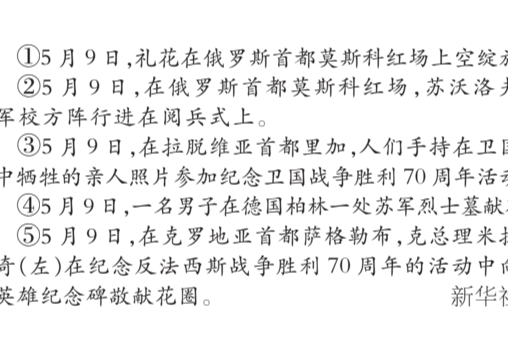 ①5月9日,礼花在俄罗斯首都莫斯科红场上空绽
②5月9日,在俄罗斯首都莫斯科红场,苏沃洛
军校方阵行进在阅兵式上。
③5月9日,在拉脱维亚首都里加,人们手持在卫国
中牺牲的亲人照片参加纪念卫国战争胜利70周年活
④5月9日,一名男子在德国柏林一处苏军烈士墓献
⑤5月9日,在克罗地亚首都萨格勒布,克总理米
奇(左)在纪念反法西斯战争胜利70周年的活动中
英雄纪念碑敬献花圈。 新华